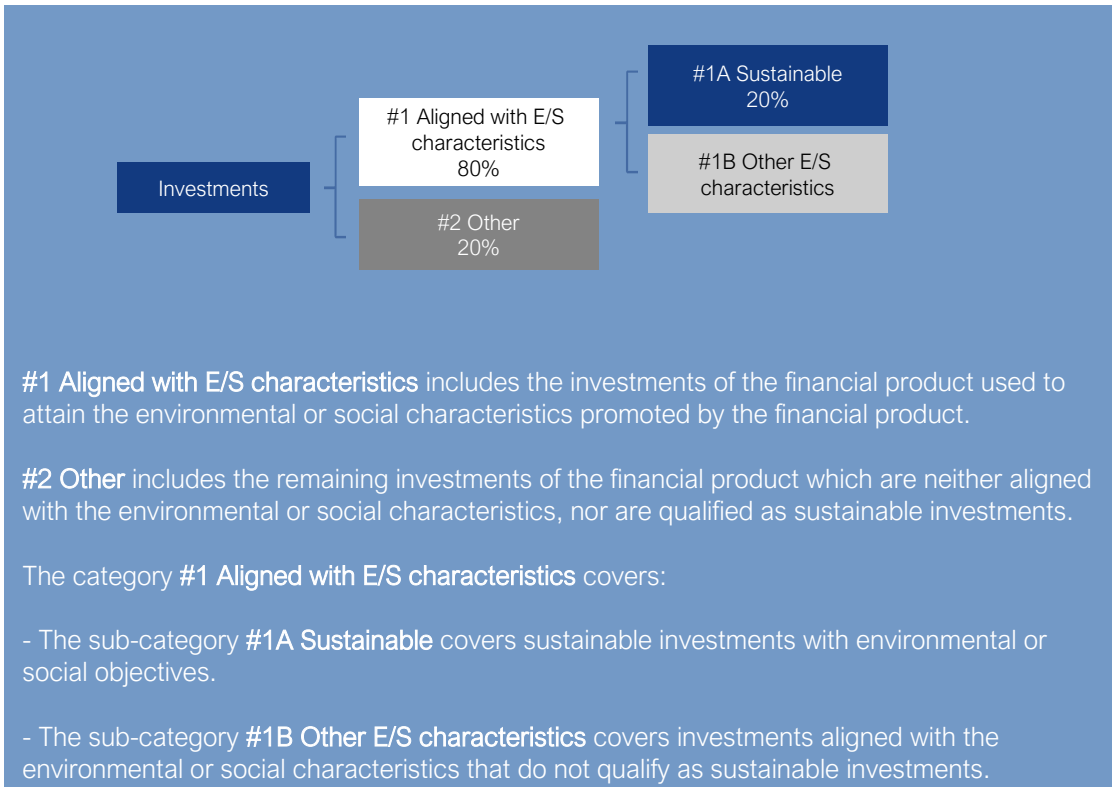 #1A Sustainable
20%
#1 Aligned with E/S
characteristics
80%
#1B Other E/S
characteristics
Investments
#2 Other
20%
#1 Aligned with E/S characteristics includes the investments of the financial product used to
attain the environmental or social characteristics promoted by the financial product.
#2 Other includes the remaining investments of the financial product which are neither aligned
with the environmental or social characteristics, nor are qualified as sustainable investments.
The category #1 Aligned with E/S characteristics covers:
- The sub-category #1A Sustainable covers sustainable investments with environmental or
social objectives.
- The sub-category #1B Other E/S characteristics covers investments aligned with the
environmental or social characteristics that do not qualify as sustainable investments.